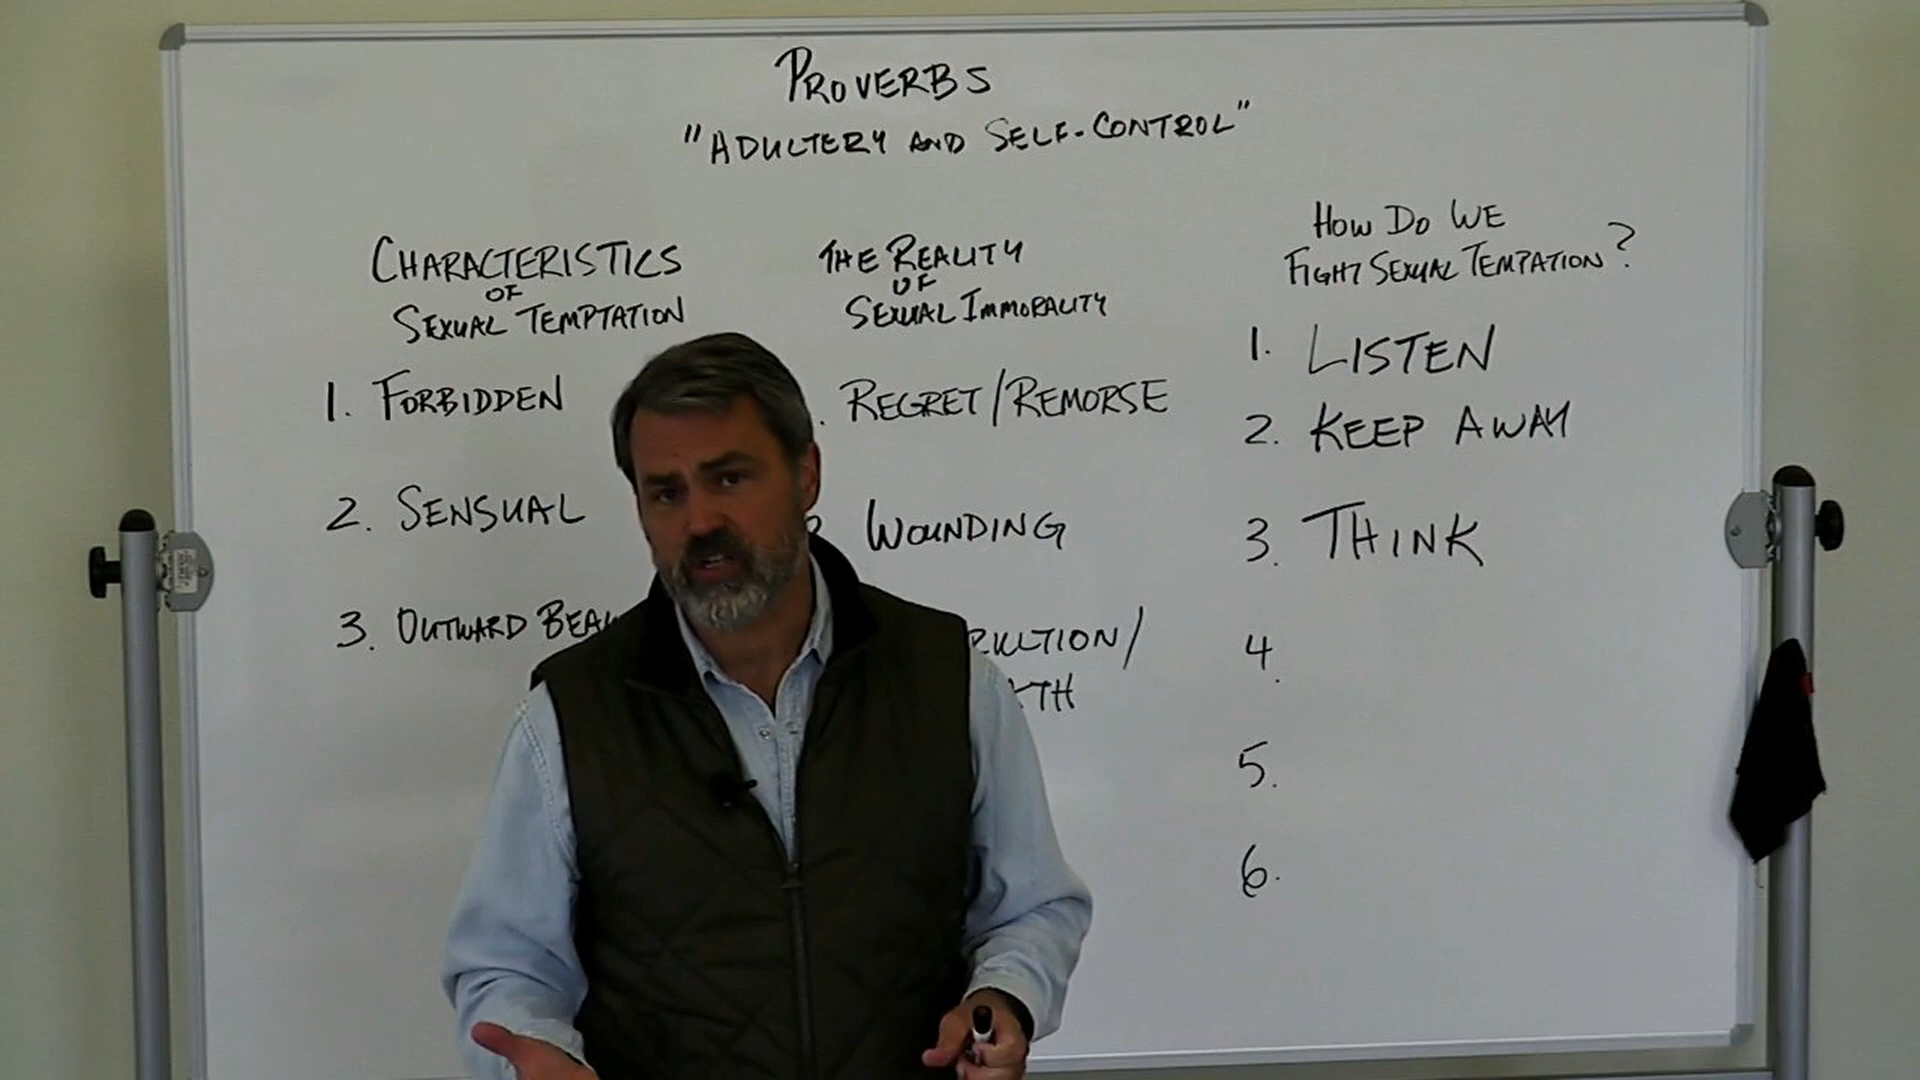 PROVERBS
"ADULTERY AND SELF-CONTROL"
CHARACTERISTICS
OF
SEXUAL TEMPTATION
1. FORBIDDEN
2. SENSUAL
3. OUTWARD
THE REALITY
OF
SEXUAL IMMORALITY
REGRET/REMORSE
WOUNDING
HOW DO WE
FIGHT SEXUAL TEMPATION?
1. LISTEN
2. KEEP AWAY
3. THINK
4.
5.
6.